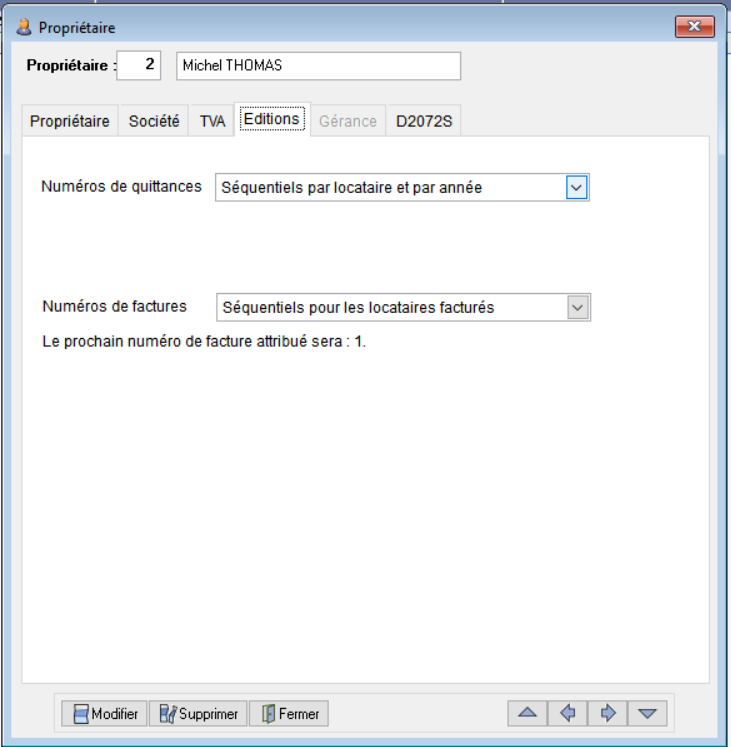 Propriétaire
Propriétaire : 2 Michel THOMAS
Propriétaire Société TVA Editions Gérance D2072S
Numéros de quittances Séquentiels par locataire et par année
Numéros de factures Séquentiels pour les locataires facturés
Le prochain numéro de facture attribué sera : 1.
Modifier Supprimer Fermer